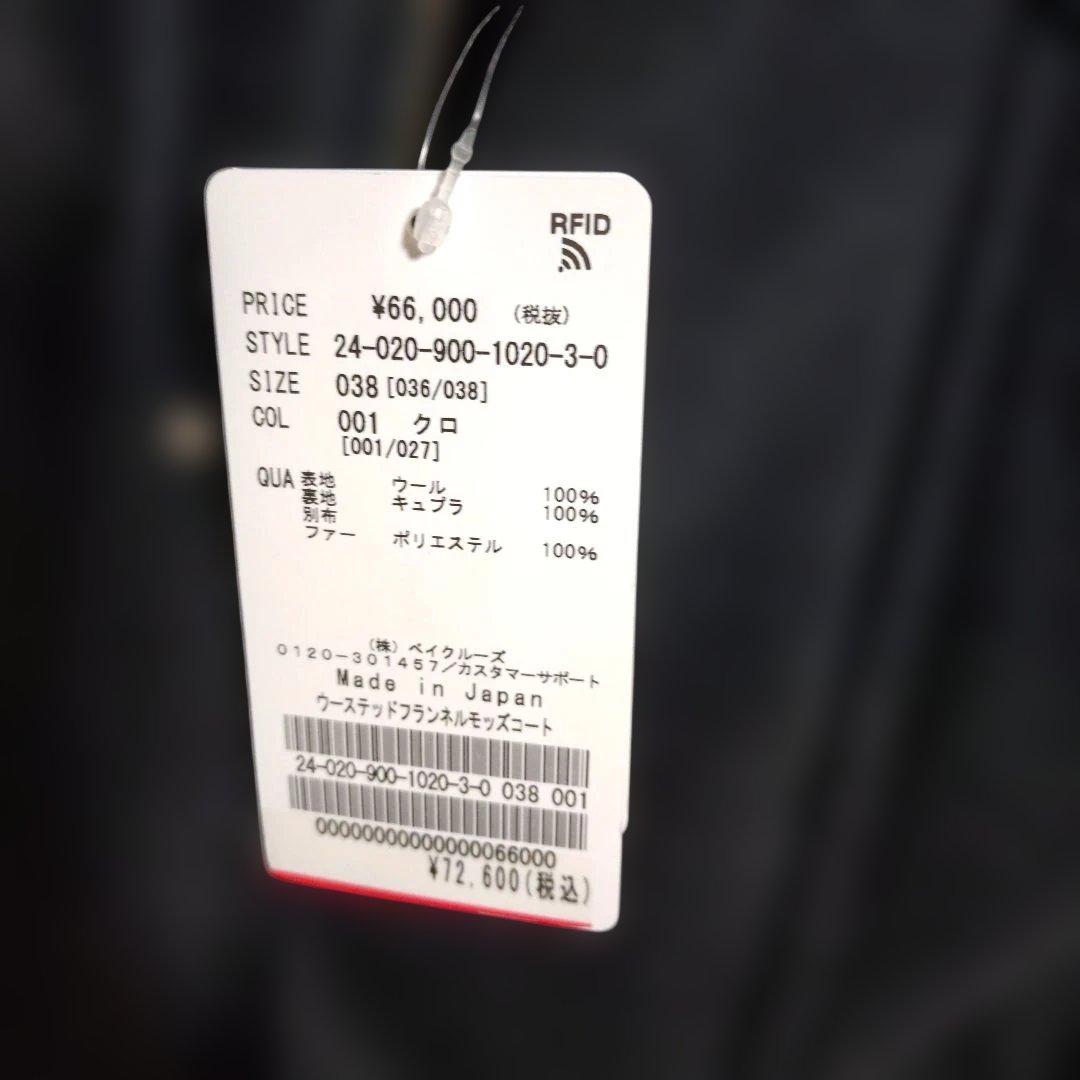 RFID
PRICE ¥66,000 (税抜)
STYLE 24-020-900-1020-3-0
SIZE 038 [036/038]
COL 001 クロ
[001/027]
QUA 表地 ウール 100%
裏地 キュプラ 100%
別布
ファー ポリエステル 100%
(株) ベイクルーズ
0120-301457/カスタマーサポート
Made in Japan
ウーステッドフランネルモッズコート
24-020-900-1020-3-0 038 001
0000000000000000066000
¥72,600(税込)